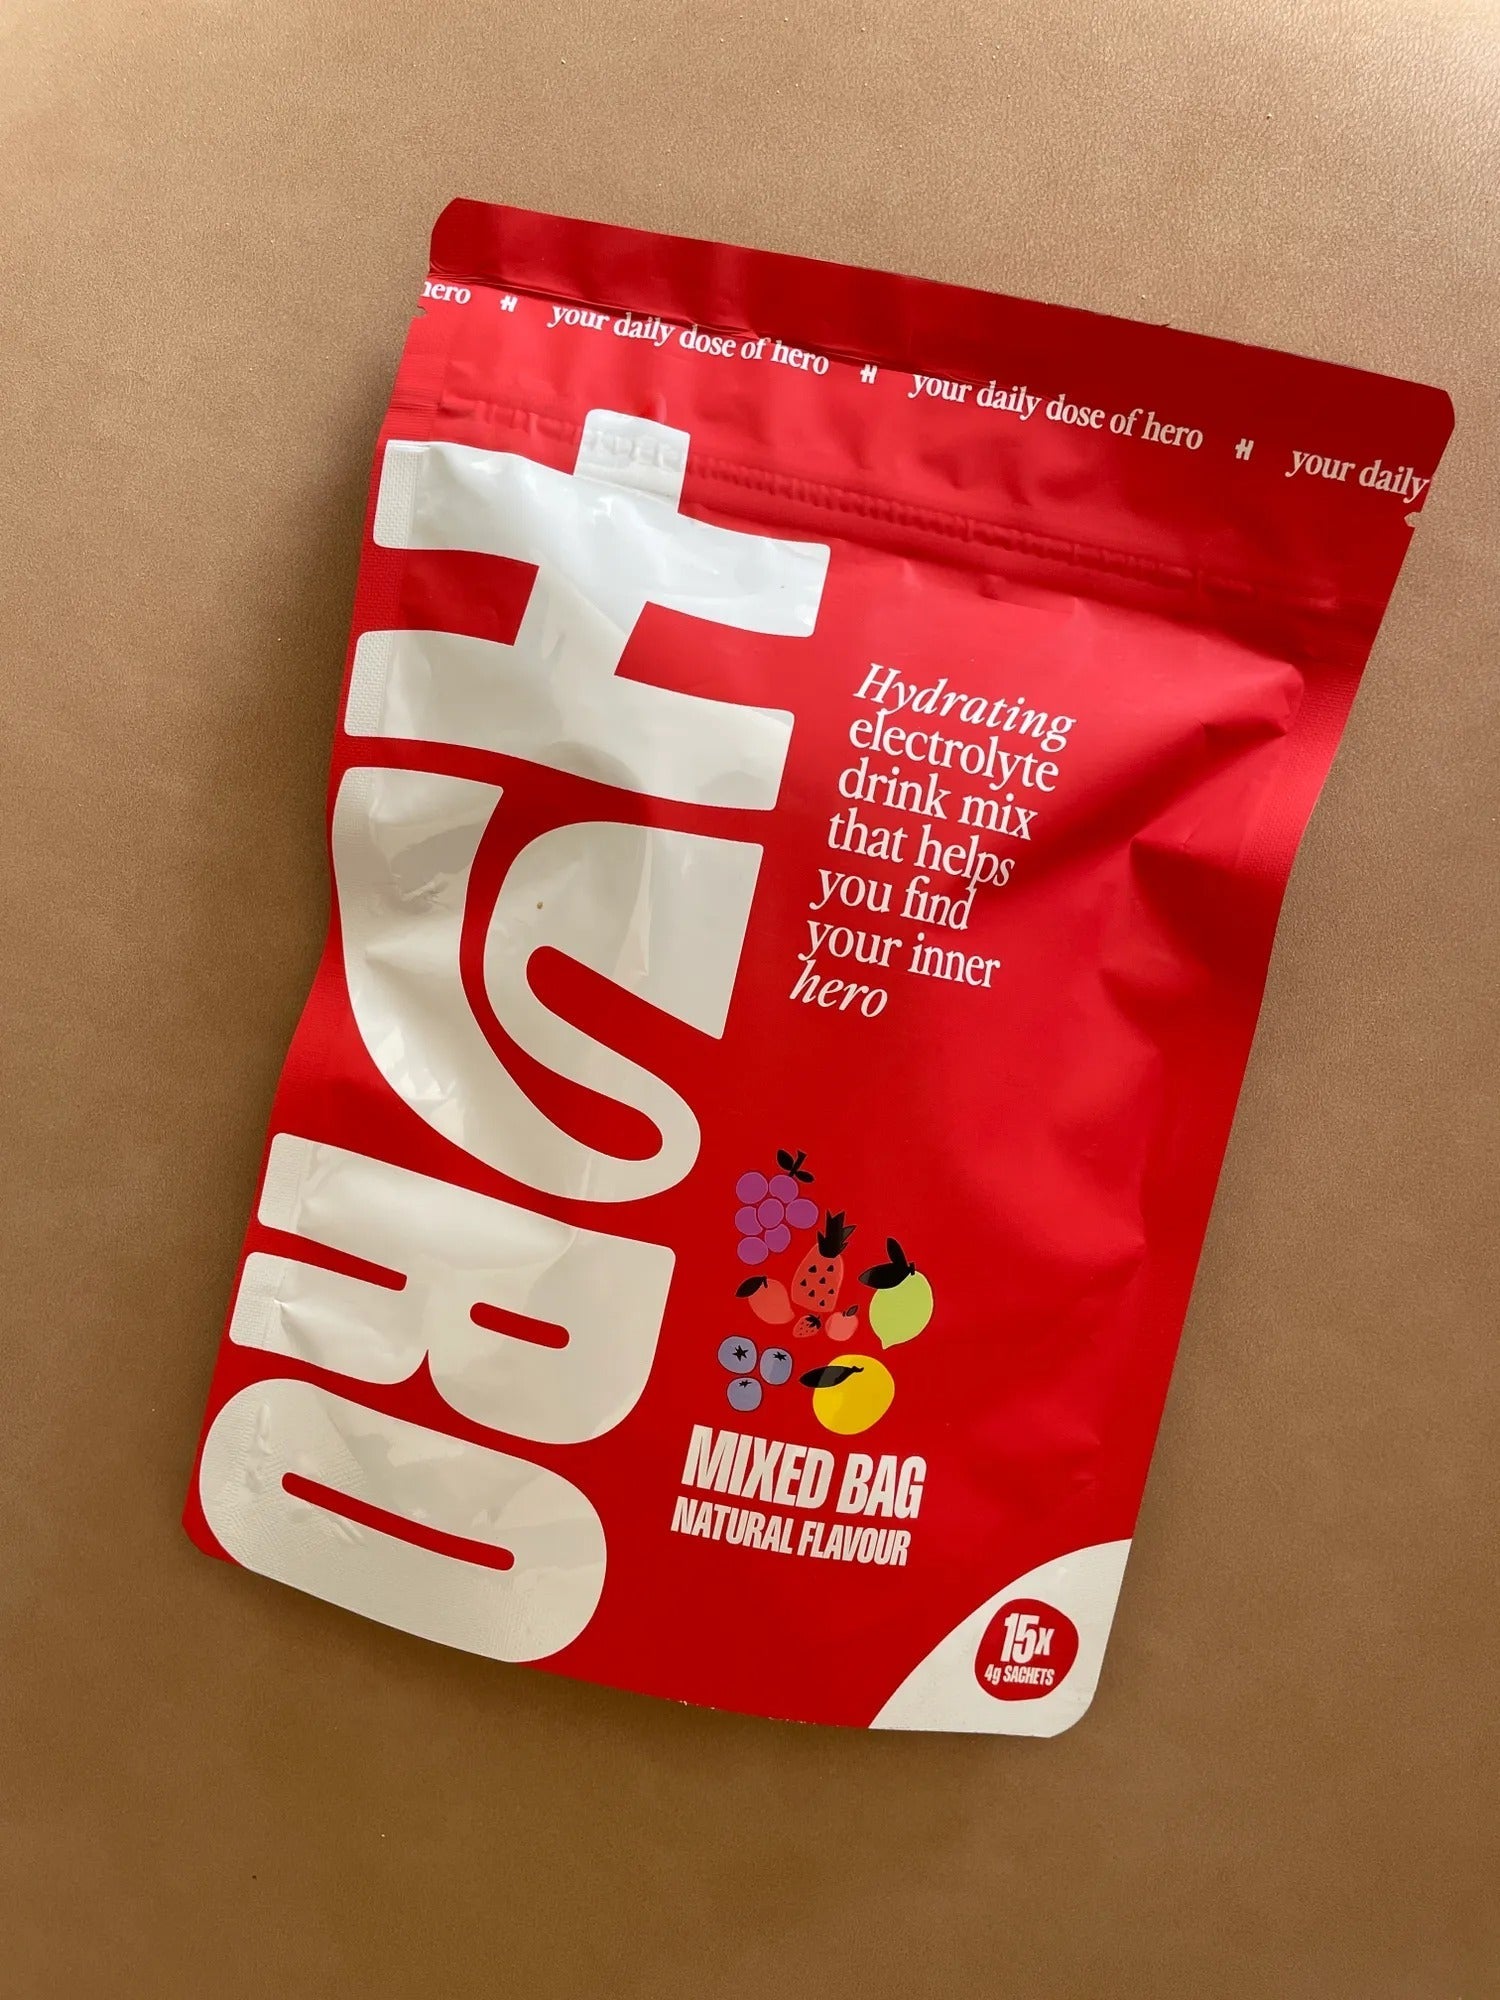 hero H your daily dose of hero H your daily dose of hero H your daily
HERO
Hydrating
electrolyte
drink mix
that helps
you find
your inner
hero
MIXED BAG
NATURAL FLAVOUR
15x
4g SACHETS